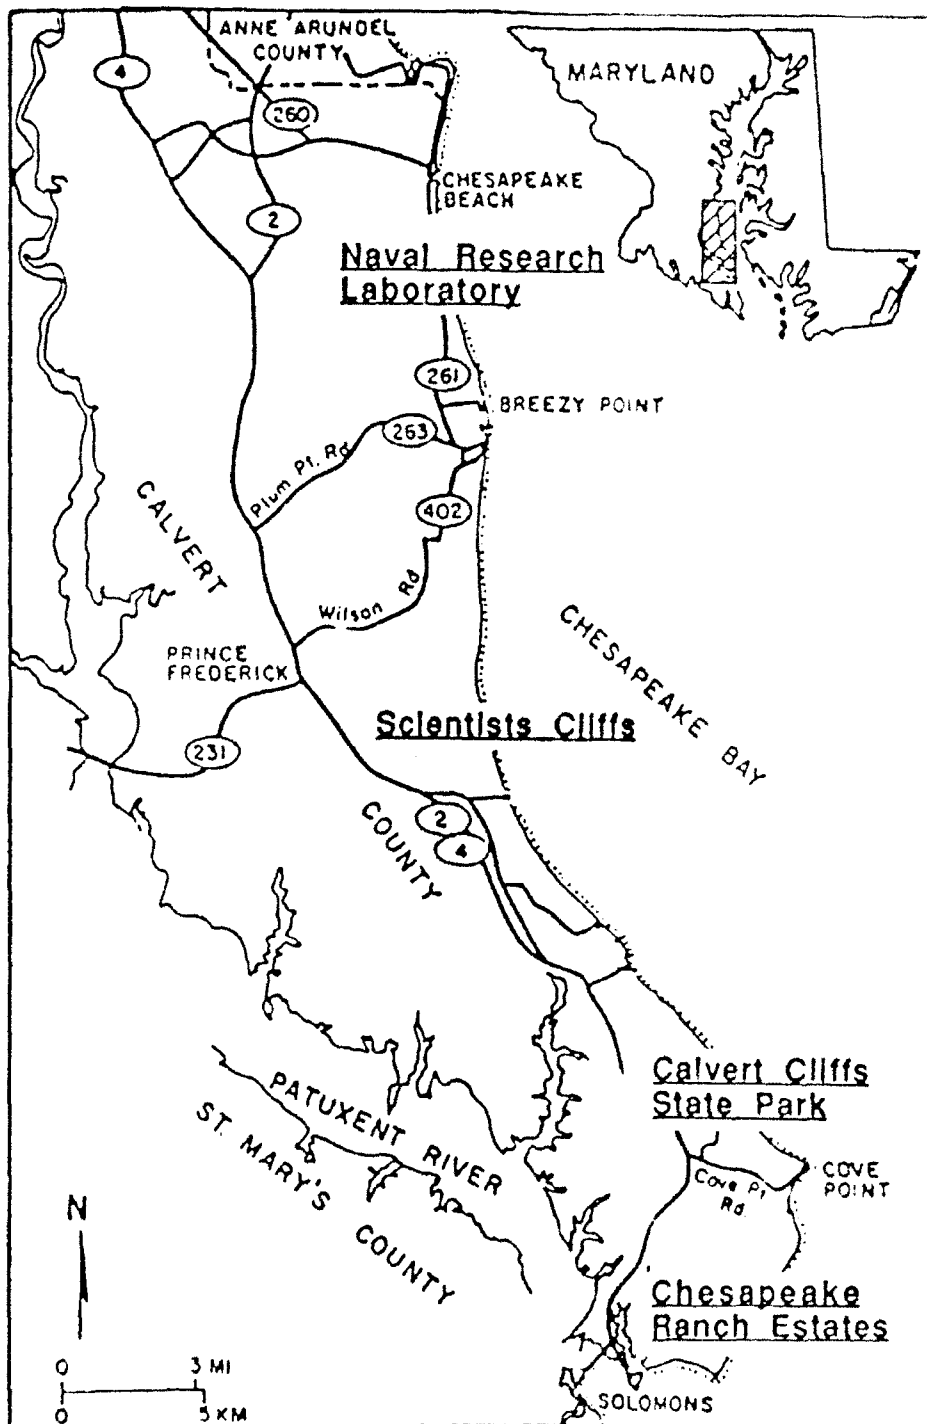 ANNE ARUNDEL
COUNTY
4
260
MARYLAND
CHESAPEAKE
BEACH
2
Naval Research
Laboratory
261
BREEZY POINT
263
Plum Pt. Rd
402
CALVERT
Wilson Rd
CHESAPEAKE BAY
PRINCE
FREDERICK
Scientists Cliffs
231
COUNTY
2
4
Calvert Cliffs
State Park
PATUXENT RIVER
ST. MARY'S
COUNTY
COVE
POINT
Cove Pt.
Rd.
N
Chesapeake
Ranch Estates
0 3 MI
0 5 KM
SOLOMONS